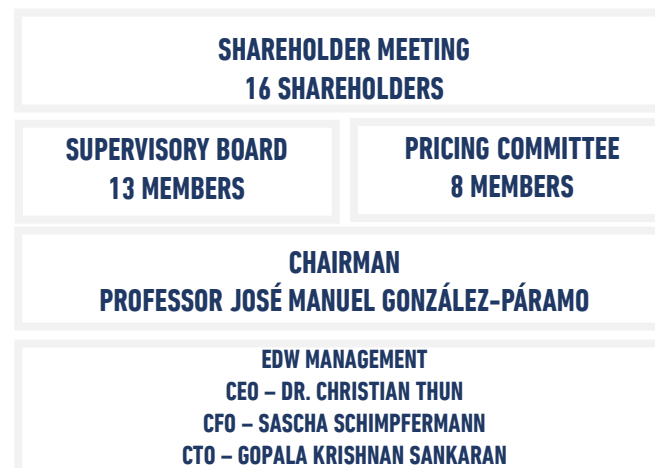 SHAREHOLDER MEETING
16 SHAREHOLDERS
SUPERVISORY BOARD
13 MEMBERS
PRICING COMMITTEE
8 MEMBERS
CHAIRMAN
PROFESSOR JOSÉ MANUEL GONZÁLEZ-PÁRAMO
EDW MANAGEMENT
CEO – DR. CHRISTIAN THUN
CFO – SASCHA SCHIMPFERMANN
CTO – GOPALA KRISHNAN SANKARAN